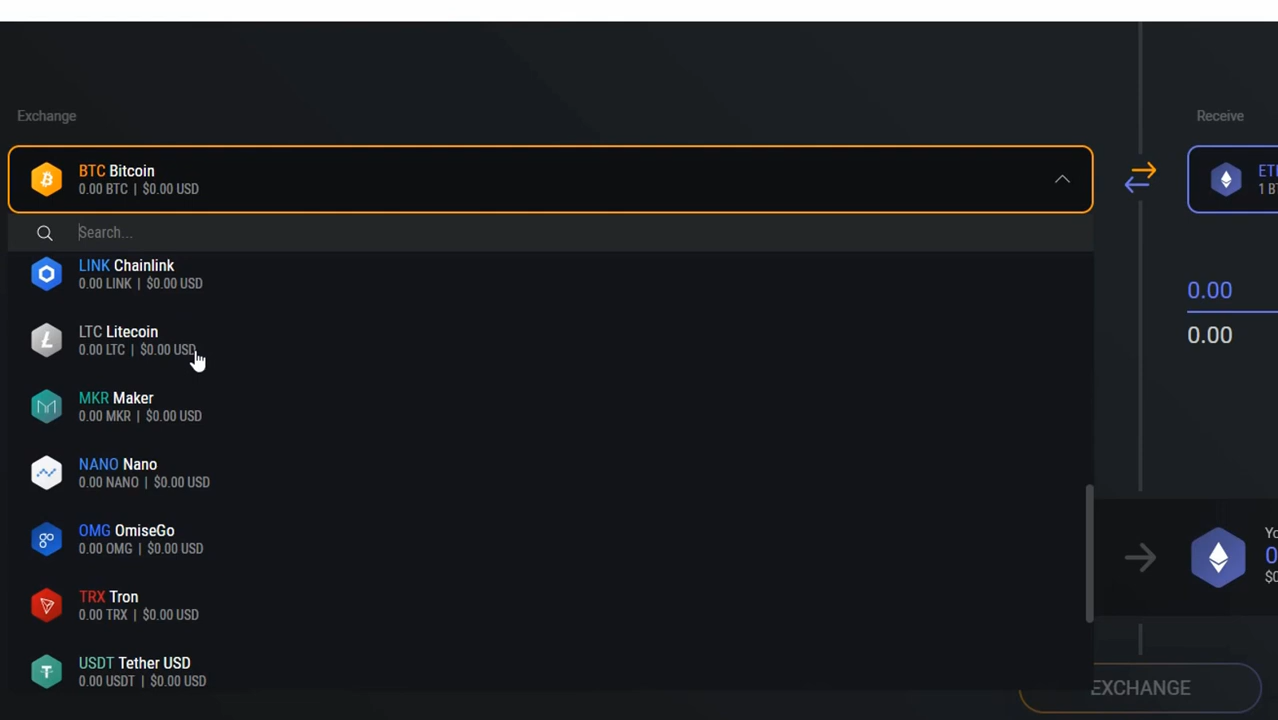 Exchange
Receive
BTC Bitcoin
0.00 BTC | $0.00 USD
1
Search...
LINK Chainlink
0.00 LINK | $0.00 USD
0.00
LTC Litecoin
0.00 LTC | $0.00 USD
0.00
MKR Maker
0.00 MKR | $0.00 USD
NANO Nano
0.00 NANO | $0.00 USD
OMG OmiseGo
0.00 OMG | $0.00 USD
TRX Tron
0.00 TRX | $0.00 USD
USDT Tether USD
0.00 USDT | $0.00 USD
EXCHANGE